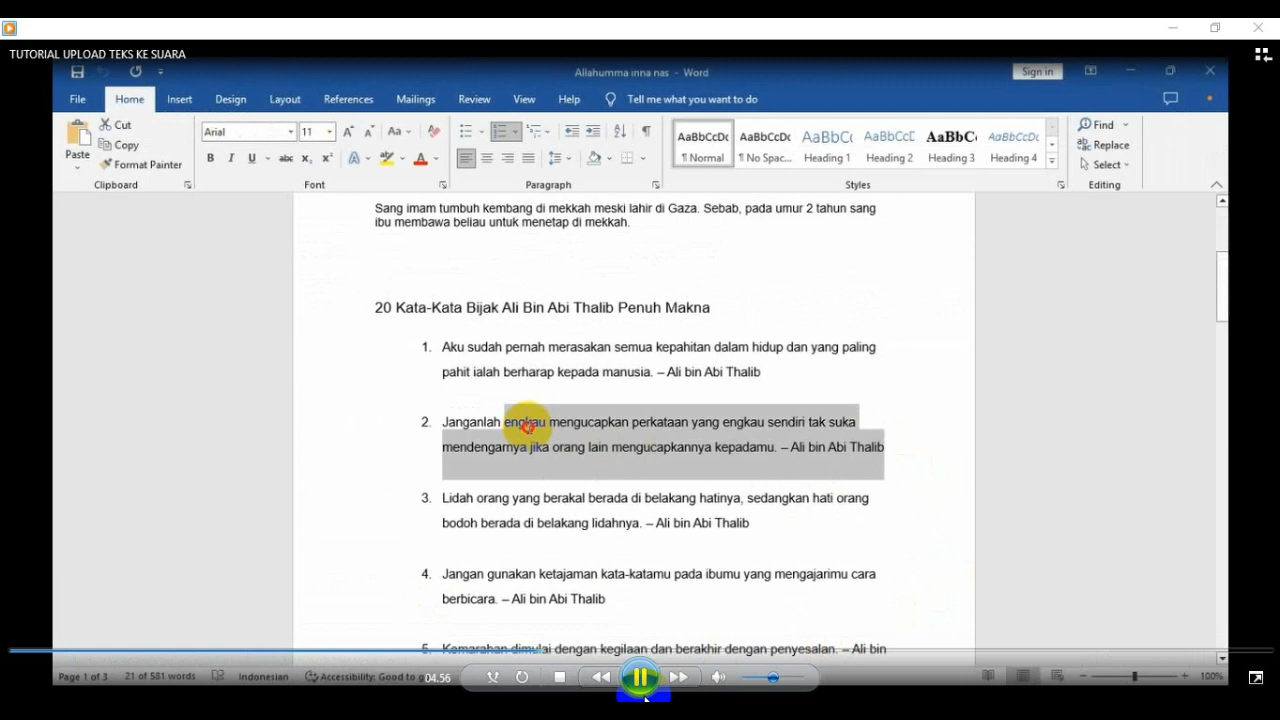 TUTORIAL UPLOAD TEKS KE SUARA
Allahumma inna nas - Word
Sign in
File Home Insert Design Layout References Mailings Review View Help Tell me what you want to do
Paste
Cut
Copy
Format Painter
Clipboard
Arial 11
Font
Paragraph
AaBbCcDc ¶ Normal
AaBbCcDc ¶ No Spac...
AaBbC( Heading 1
AaBbCcE Heading 2
AaBbC( Heading 3
AaBbCcDc Heading 4
Styles
Find
Replace
Select
Editing
Sang imam tumbuh kembang di mekkah meski lahir di Gaza. Sebab, pada umur 2 tahun sang
ibu membawa beliau untuk menetap di mekkah.
20 Kata-Kata Bijak Ali Bin Abi Thalib Penuh Makna
1. Aku sudah pernah merasakan semua kepahitan dalam hidup dan yang paling
pahit ialah berharap kepada manusia. – Ali bin Abi Thalib
2. Janganlah engkau mengucapkan perkataan yang engkau sendiri tak suka
mendengarnya jika orang lain mengucapkannya kepadamu. – Ali bin Abi Thalib
3. Lidah orang yang berakal berada di belakang hatinya, sedangkan hati orang
bodoh berada di belakang lidahnya. – Ali bin Abi Thalib
4. Jangan gunakan ketajaman kata-katamu pada ibumu yang mengajarimu cara
berbicara. – Ali bin Abi Thalib
5. Kemarahan dimulai dengan kegilaan dan berakhir dengan penyesalan. – Ali bin
Page 1 of 3 21 of 581 words Indonesian Accessibility: Good to g 04.56 100%